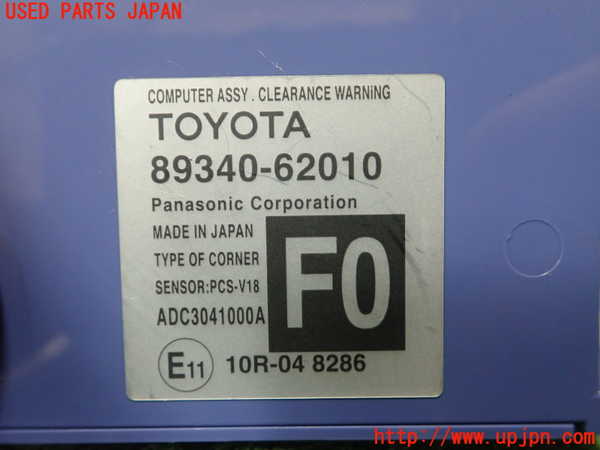 USED PARTS JAPAN
COMPUTER ASSY . CLEARANCE WARNING
TOYOTA
89340-62010
Panasonic Corporation
MADE IN JAPAN
TYPE OF CORNER
SENSOR:PCS-V18
ADC3041000A
F0
E11 10R-04 8286
http://www.upjpn.com/